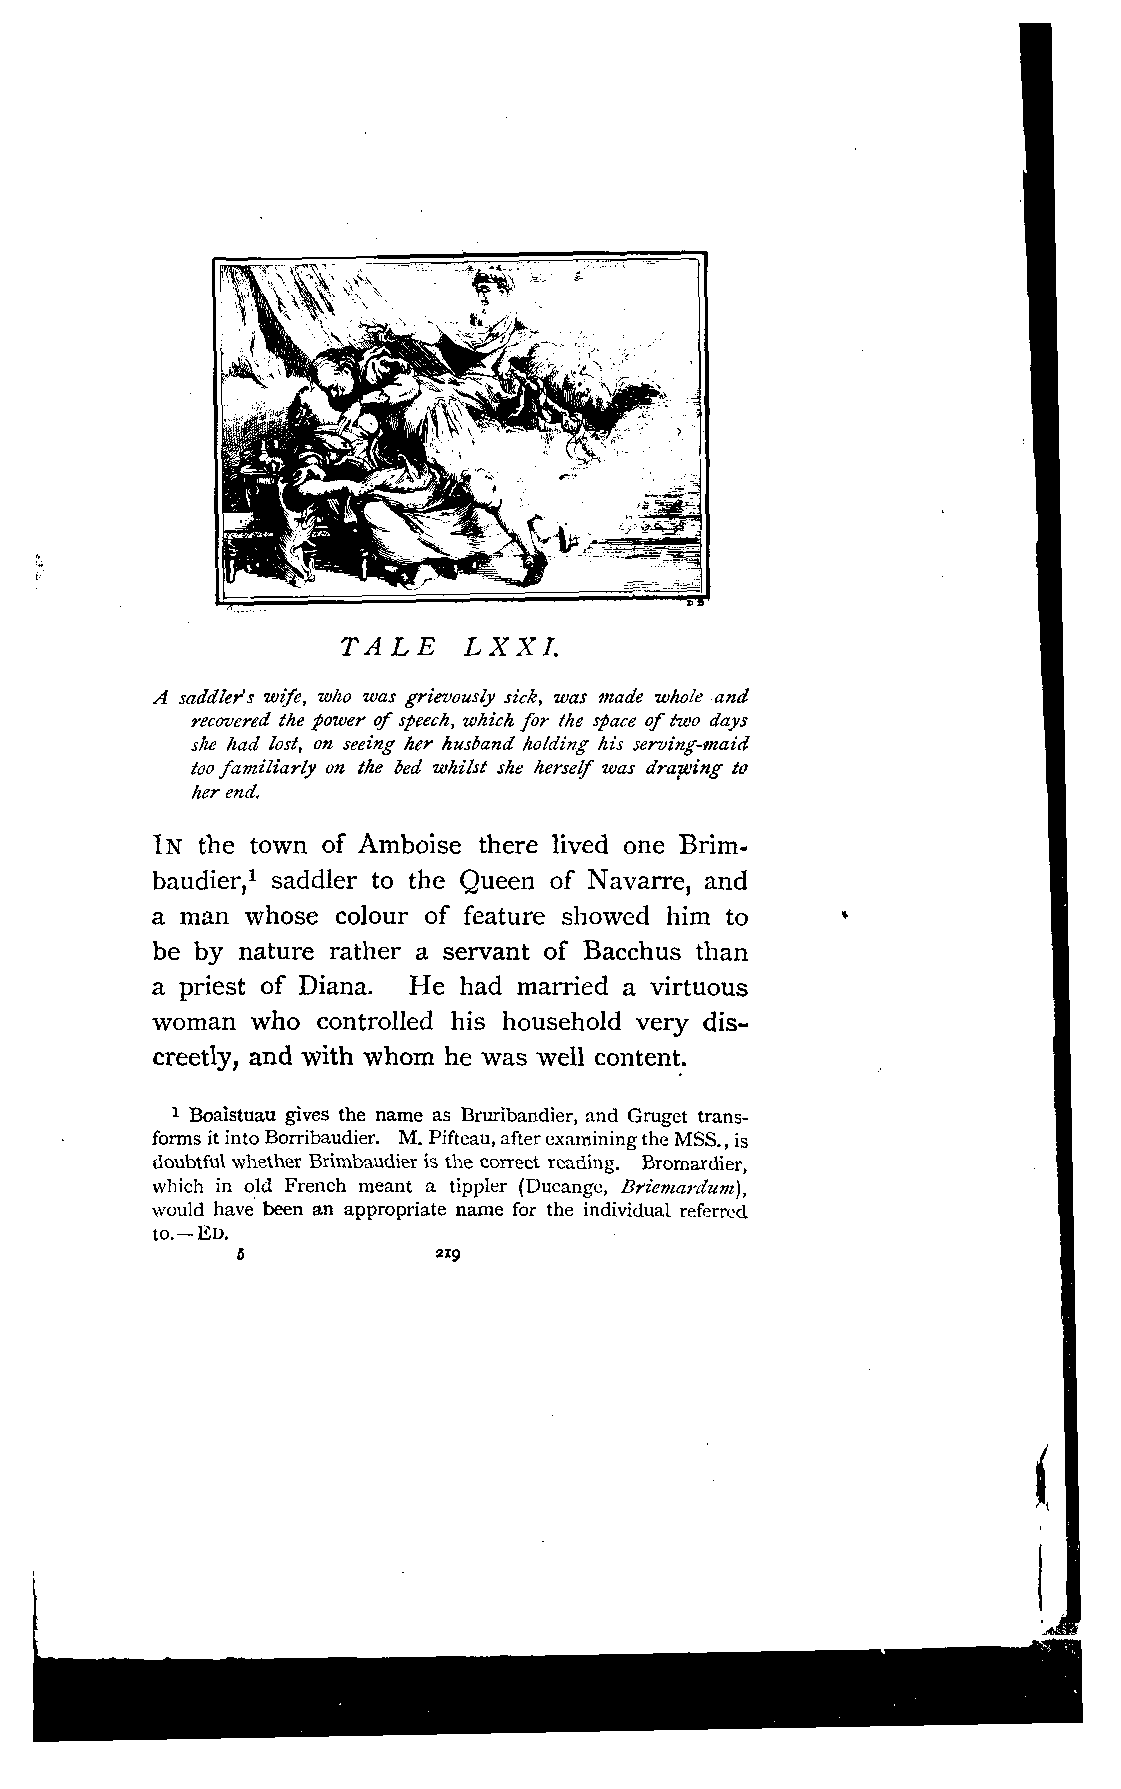 TALE LXXI.
A saddler's wife, who was grievously sick, was made whole and
recovered the power of speech, which for the space of two days
she had lost, on seeing her husband holding his serving-maid
too familiarly on the bed whilst she herself was drawing to
her end.
IN the town of Amboise there lived one Brim-
baudier,¹ saddler to the Queen of Navarre, and
a man whose colour of feature showed him to
be by nature rather a servant of Bacchus than
a priest of Diana. He had married a virtuous
woman who controlled his household very dis-
creetly, and with whom he was well content.
¹ Boaistuau gives the name as Bruribandier, and Gruget trans-
forms it into Borribaudier. M. Pifteau, after examining the MSS., is
doubtful whether Brimbaudier is the correct reading. Bromardier,
which in old French meant a tippler (Ducange, Briemardum),
would have been an appropriate name for the individual referred
to.—ED.
5 219